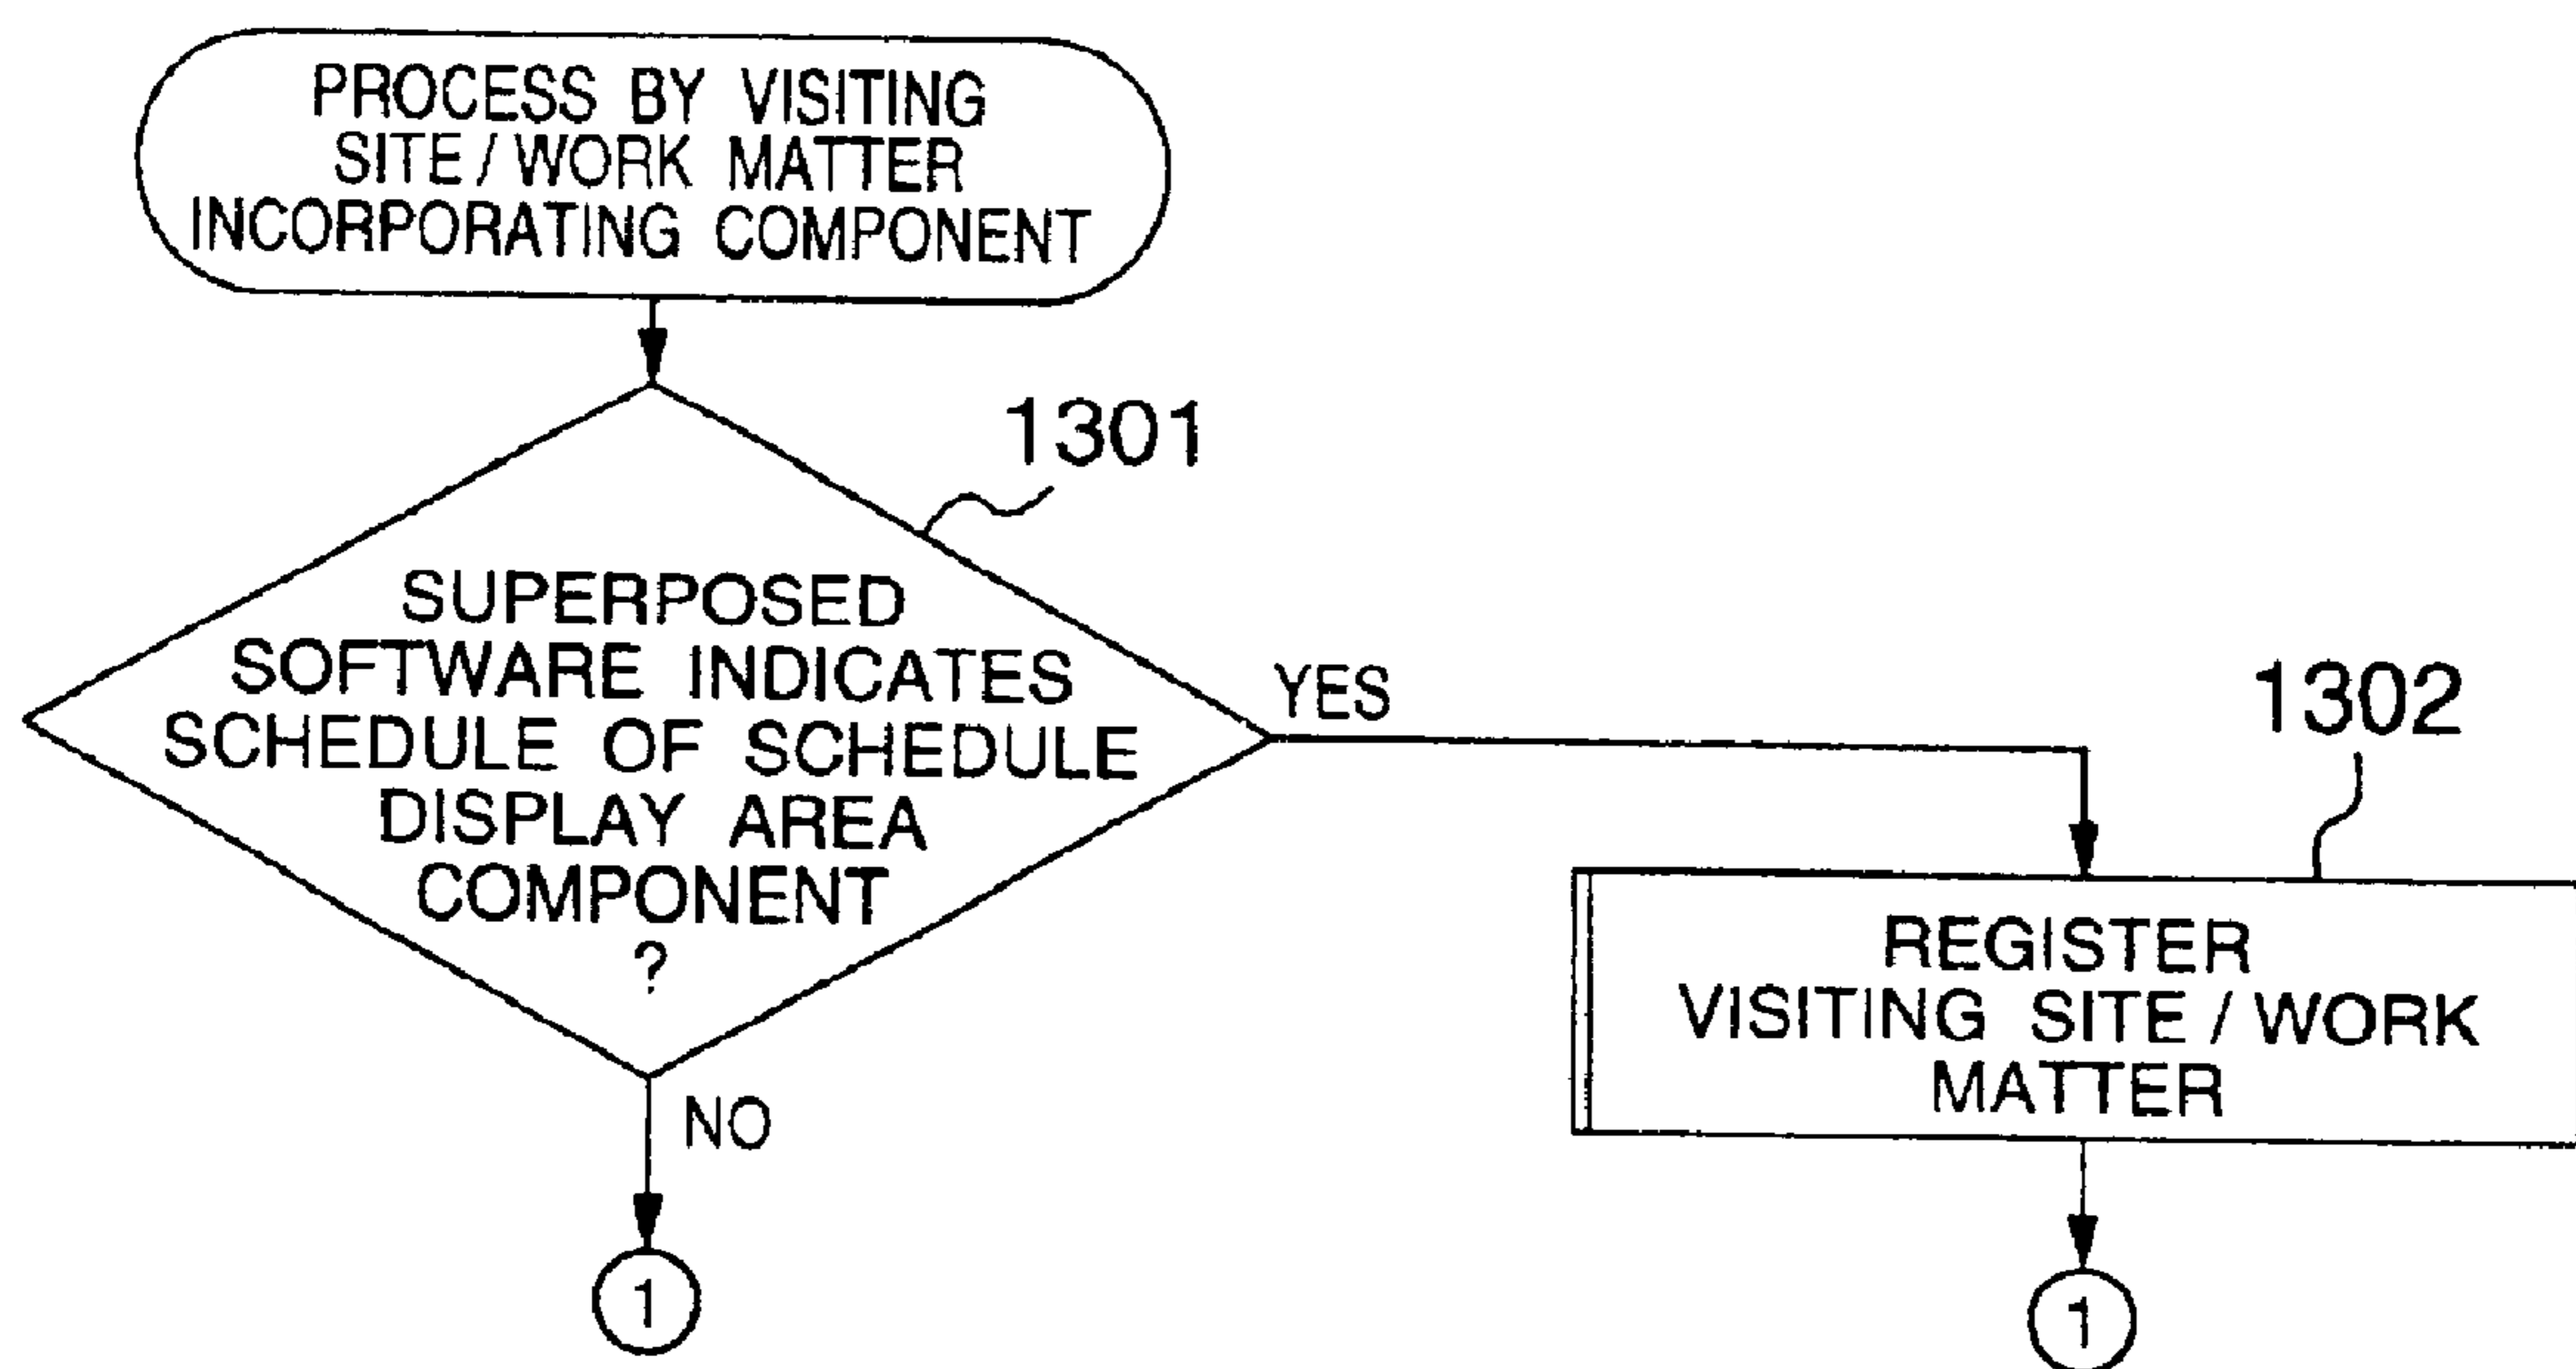 PROCESS BY VISITING
SITE / WORK MATTER
INCORPORATING COMPONENT
1301
SUPERPOSED
SOFTWARE INDICATES
SCHEDULE OF SCHEDULE
DISPLAY AREA
COMPONENT
?
YES
1302
REGISTER
VISITING SITE / WORK
MATTER
NO
1
1